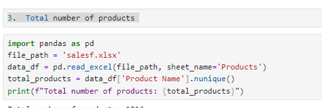 3. Total number of products
import pandas as pd
file_path = 'salesf.xlsx'
data_df = pd.read_excel(file_path, sheet_name='Products')
total_products = data_df['Product Name'].nunique()
print(f"Total number of products: {total_products}")